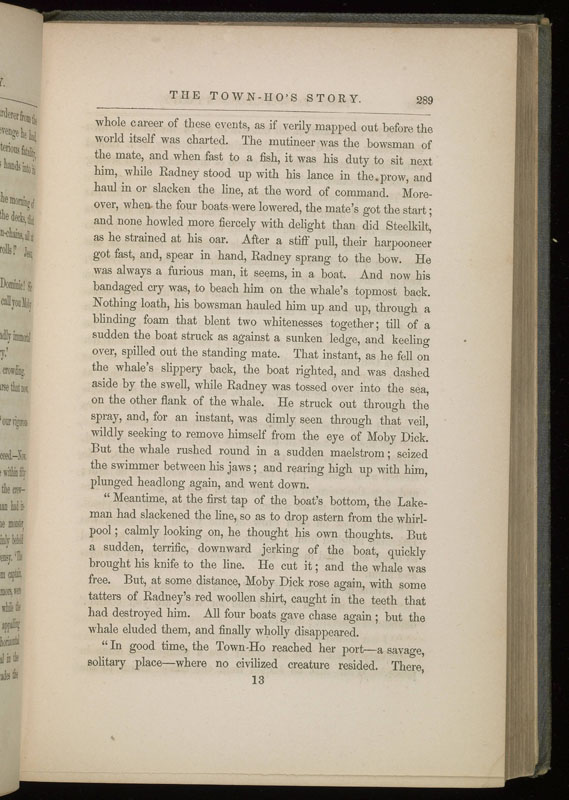 THE TOWN-HO'S STORY. 289
whole career of these events, as if verily mapped out before the
world itself was charted. The mutineer was the bowsman of
the mate, and when fast to a fish, it was his duty to sit next
him, while Radney stood up with his lance in the prow, and
haul in or slacken the line, at the word of command. More-
over, when the four boats were lowered, the mate's got the start;
and none howled more fiercely with delight than did Steelkilt,
as he strained at his oar. After a stiff pull, their harpooneer
got fast, and, spear in hand, Radney sprang to the bow. He
was always a furious man, it seems, in a boat. And now his
bandaged cry was, to beach him on the whale's topmost back.
Nothing loath, his bowsman hauled him up and up, through a
blinding foam that blent two whitenesses together; till of a
sudden the boat struck as against a sunken ledge, and keeling
over, spilled out the standing mate. That instant, as he fell on
the whale's slippery back, the boat righted, and was dashed
aside by the swell, while Radney was tossed over into the sea,
on the other flank of the whale. He struck out through the
spray, and, for an instant, was dimly seen through that veil,
wildly seeking to remove himself from the eye of Moby Dick.
But the whale rushed round in a sudden maelstrom; seized
the swimmer between his jaws; and rearing high up with him,
plunged headlong again, and went down.
"Meantime, at the first tap of the boat's bottom, the Lake-
man had slackened the line, so as to drop astern from the whirl-
pool; calmly looking on, he thought his own thoughts. But
a sudden, terrific, downward jerking of the boat, quickly
brought his knife to the line. He cut it; and the whale was
free. But, at some distance, Moby Dick rose again, with some
tatters of Radney's red woollen shirt, caught in the teeth that
had destroyed him. All four boats gave chase again; but the
whale eluded them, and finally wholly disappeared.
"In good time, the Town-Ho reached her port—a savage,
solitary place—where no civilized creature resided. There,
13